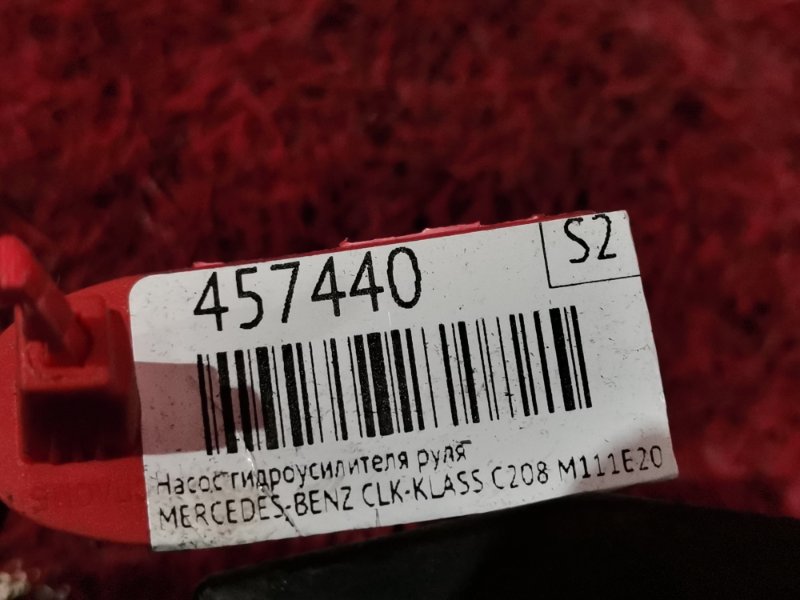 457440
S2
Насос гидроусилителя руля
MERCEDES-BENZ CLK-KLASS C208 M111E20